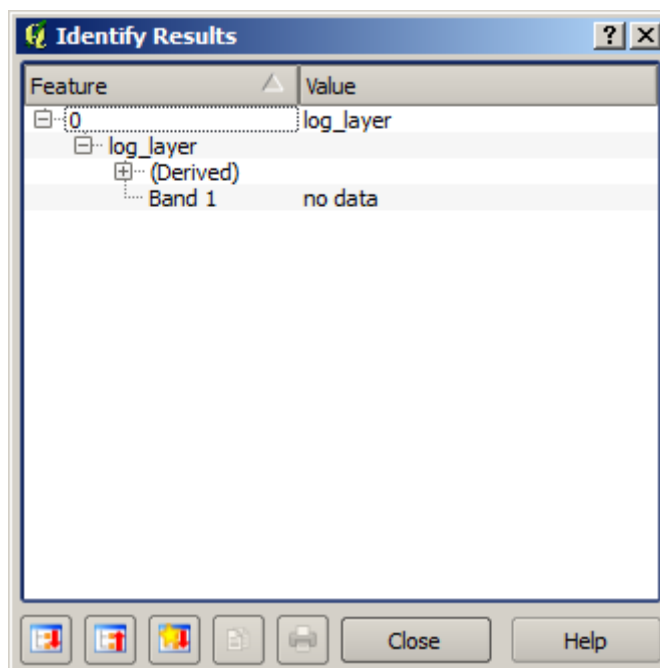 Identify Results
Feature Value
0 log_layer
log_layer
(Derived)
Band 1 no data
Close Help